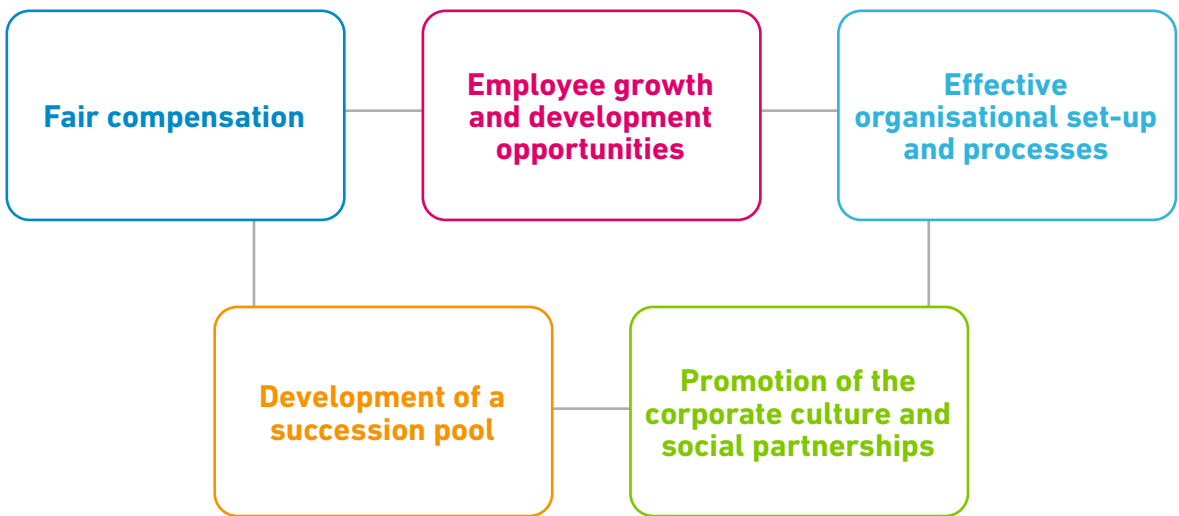 Fair compensation
Employee growth
and development
opportunities
Effective
organisational set-up
and processes
Development of a
succession pool
Promotion of the
corporate culture and
social partnerships